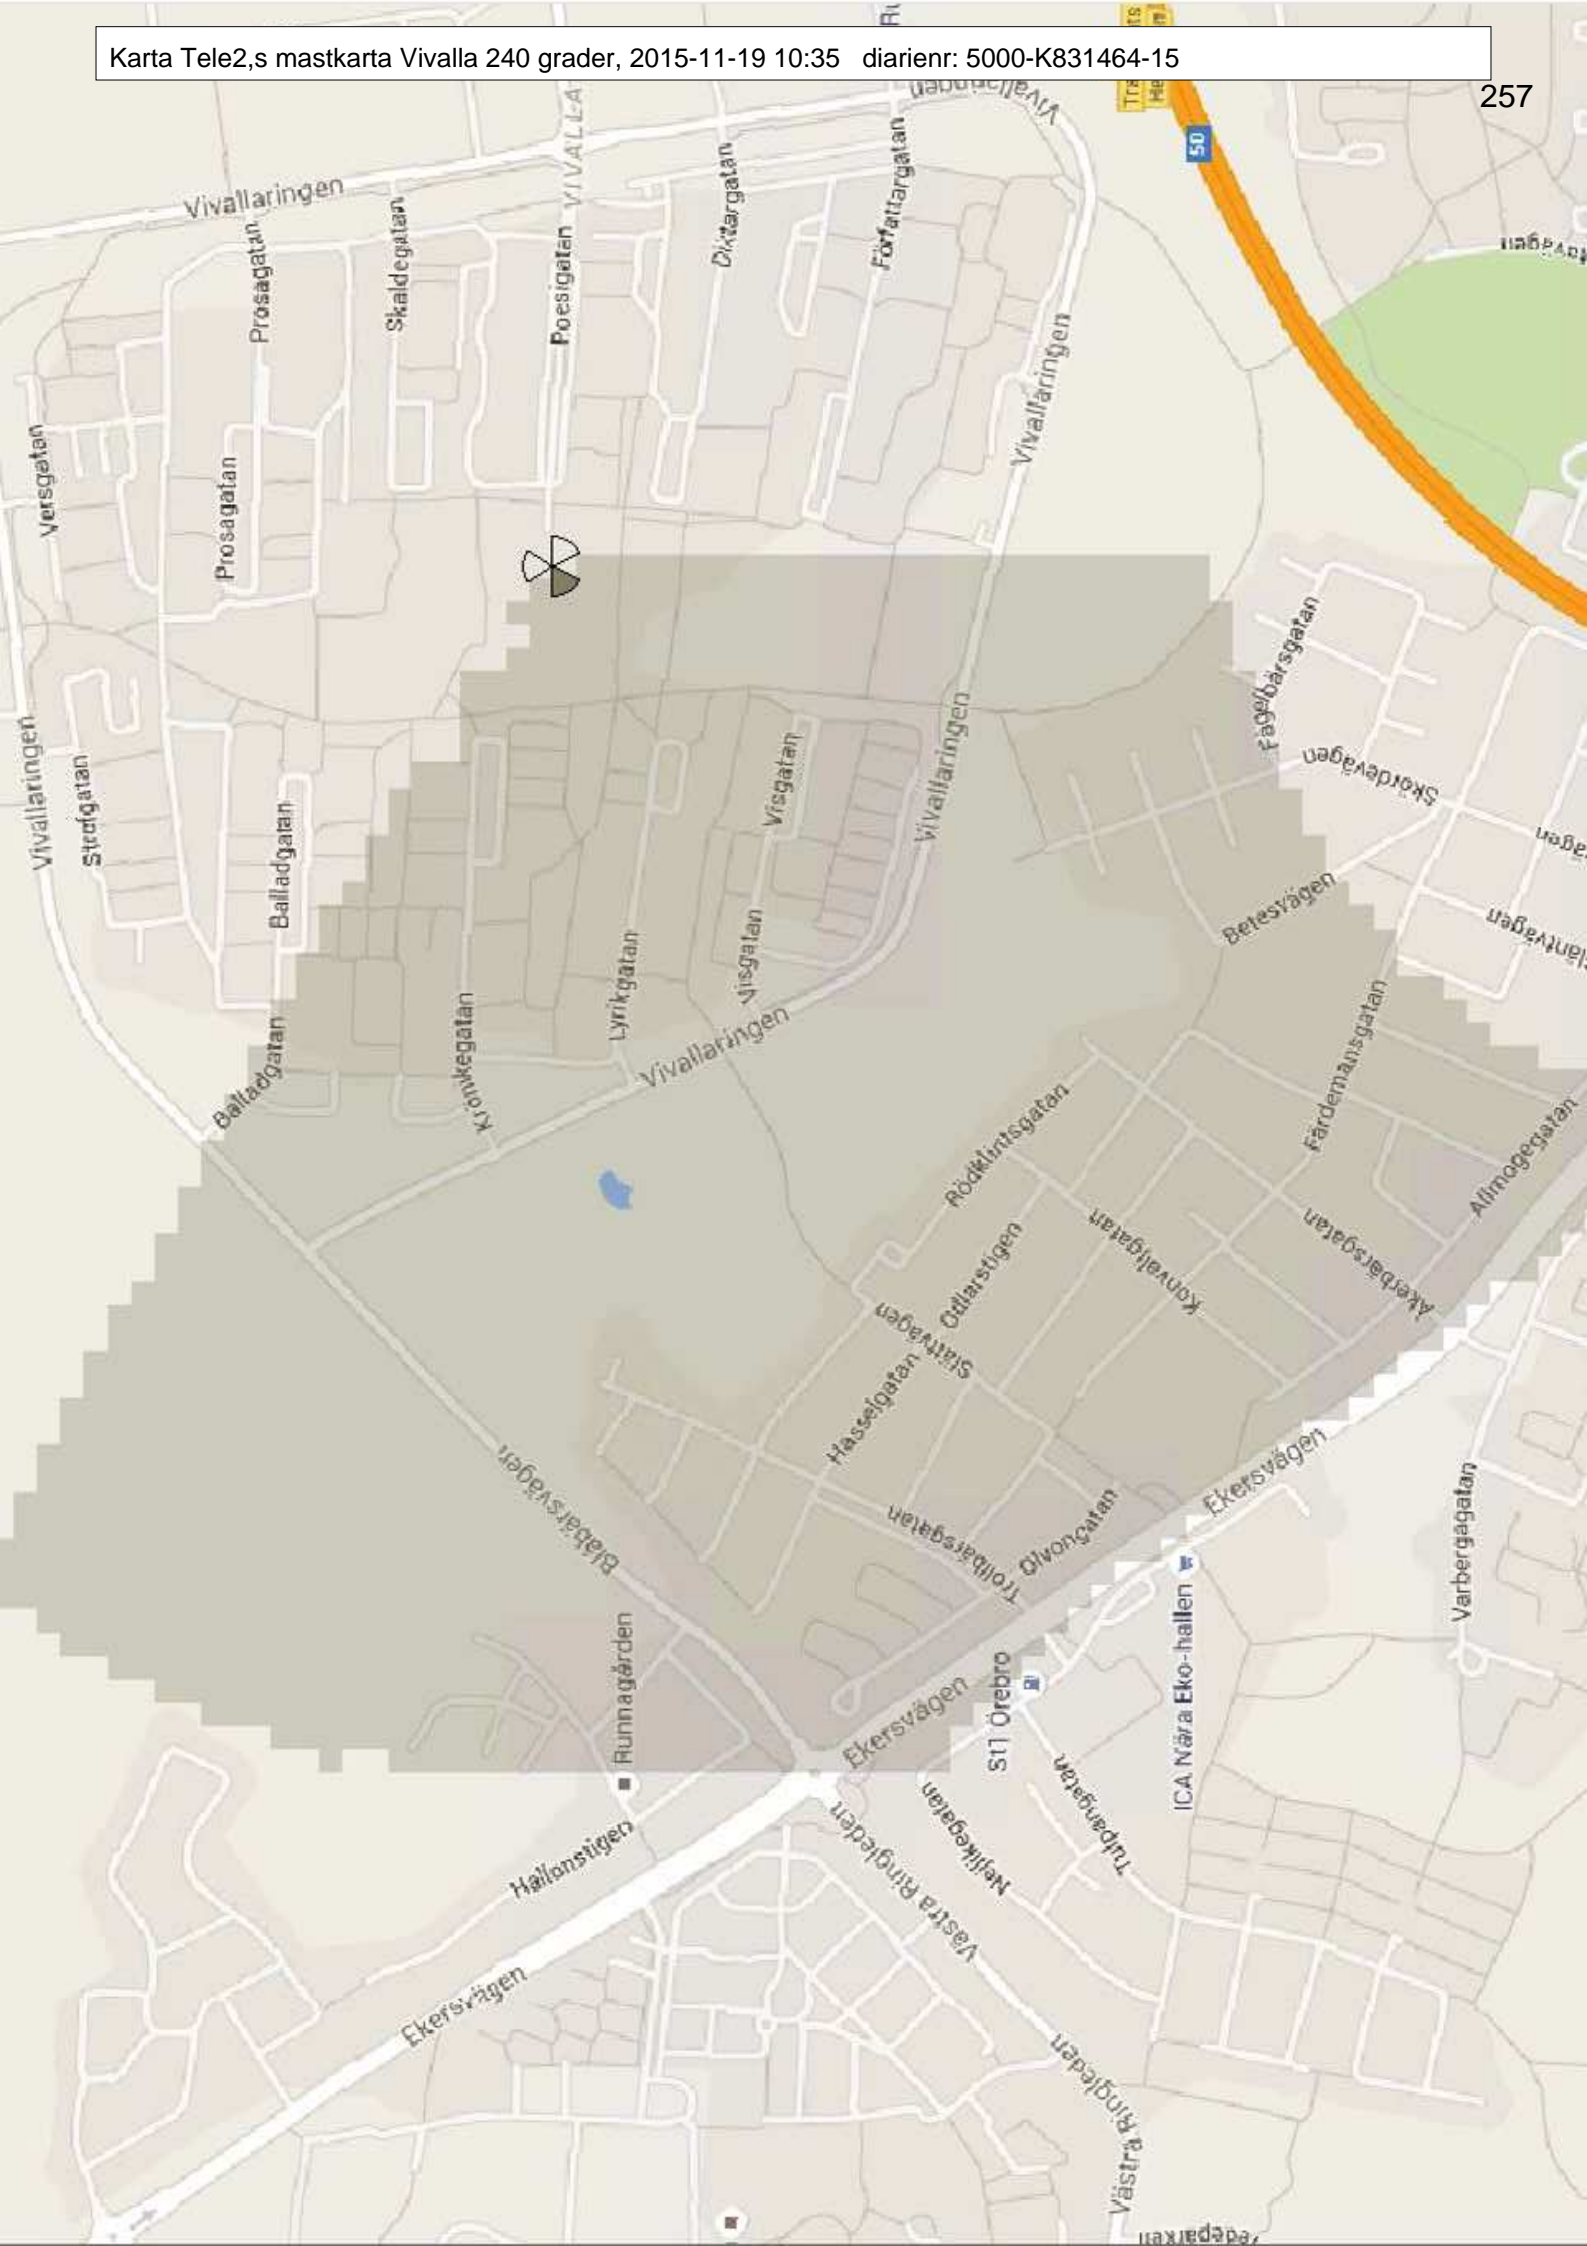 Karta Tele2,s mastkarta Vivalla 240 grader, 2015-11-19 10:35 diarienr: 5000-K831464-15
257
Vivallaringen
50
VIVALLA
Vivallaringen
Prosagatan
Skaldegatan
Poesigatan
Diktargatan
Författargatan
Vivallaringen
Versgatan
Prosagatan
Vivallaringen
Strofgatan
Balladgatan
Visgatan
Vivallaringen
Fågelbärsgatan
Skördevägen
Betesvägen
Balladgatan
Krönikegatan
Lyrikgatan
Visgatan
Vivallaringen
Rödklintsgatan
Färdemansgatan
Allmogegatan
Odlarstigen
Konvaljgatan
Åkerbärsgatan
Slåttvägen
Hasselgatan
Blåbärsvägen
Trollbärsgatan
Olvongatan
Ekersvägen
Varbergagatan
Runnagården
Ekersvägen
St1 Örebro
ICA Nära Eko-hallen
Hallonstigen
Västra Ringleden
Nejlikegatan
Tulpangatan
Ekersvägen
Västra Ringleden